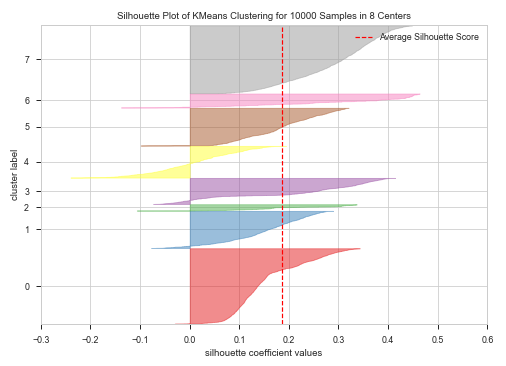 Silhouette Plot of KMeans Clustering for 10000 Samples in 8 Centers
Average Silhouette Score
7
6
5
4
3
2
1
0
cluster label
−0.3 −0.2 −0.1 0.0 0.1 0.2 0.3 0.4 0.5 0.6
silhouette coefficient values